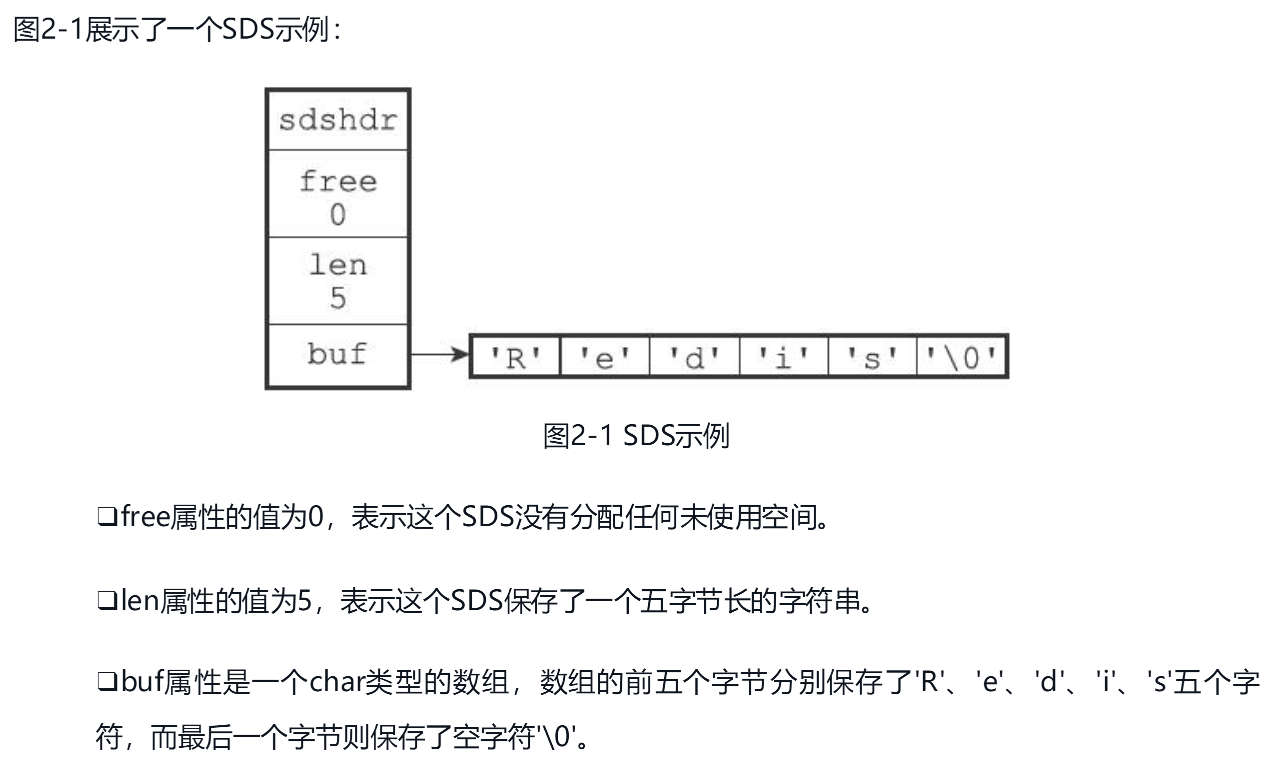 图2-1展示了一个SDS示例：
sdshdr
free
0
len
5
buf
'R' 'e' 'd' 'i' 's' '\0'
图2-1 SDS示例
❑free属性的值为0，表示这个SDS没有分配任何未使用空间。
❑len属性的值为5，表示这个SDS保存了一个五字节长的字符串。
❑buf属性是一个char类型的数组，数组的前五个字节分别保存了'R'、'e'、'd'、'i'、's'五个字
符，而最后一个字节则保存了空字符'\0'。